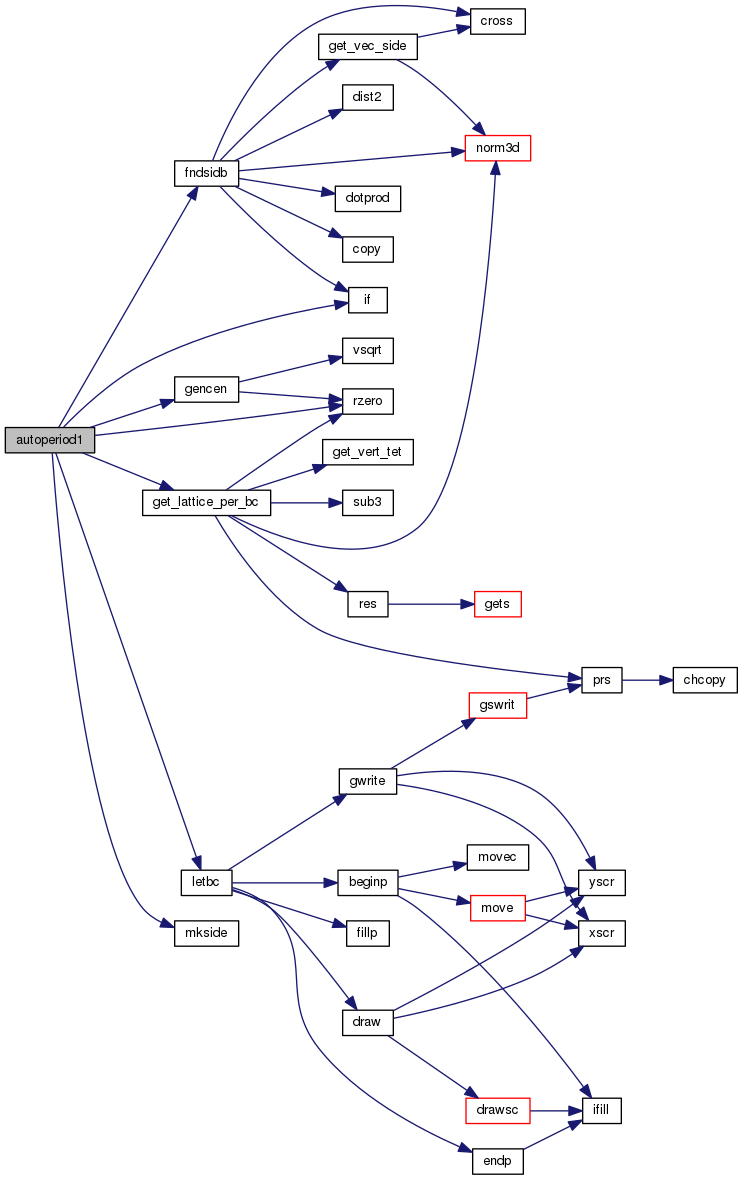 cross
get_vec_side
dist2
norm3d
fndsidb
dotprod
copy
if
vsqrt
gencen
rzero
autoperiod1
get_vert_tet
get_lattice_per_bc
sub3
res
gets
prs
chcopy
gswrit
gwrite
movec
letbc
beginp
yscr
move
mkside
fillp
xscr
draw
drawsc
ifill
endp